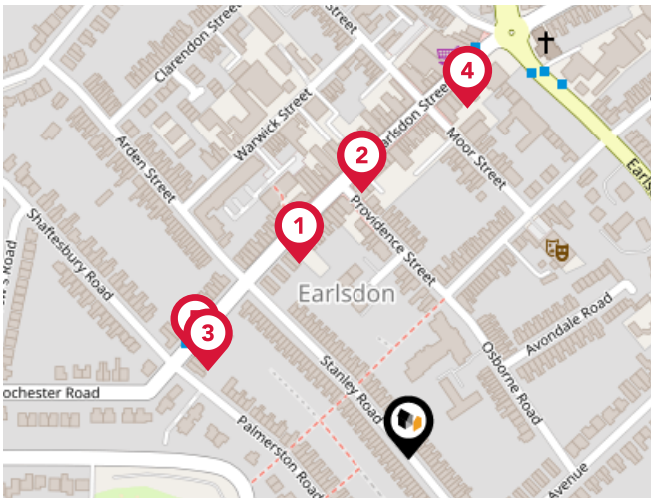 Clarendon Street
Warwick Street
Arden Street
Shaftesbury Road
4
2
Earlsdon Street
Moor Street
1
Providence Street
Earlsdon
3
Avondale Road
Osborne Road
Stanley Road
ochester Road
Palmerston Road
Avenue
Earls